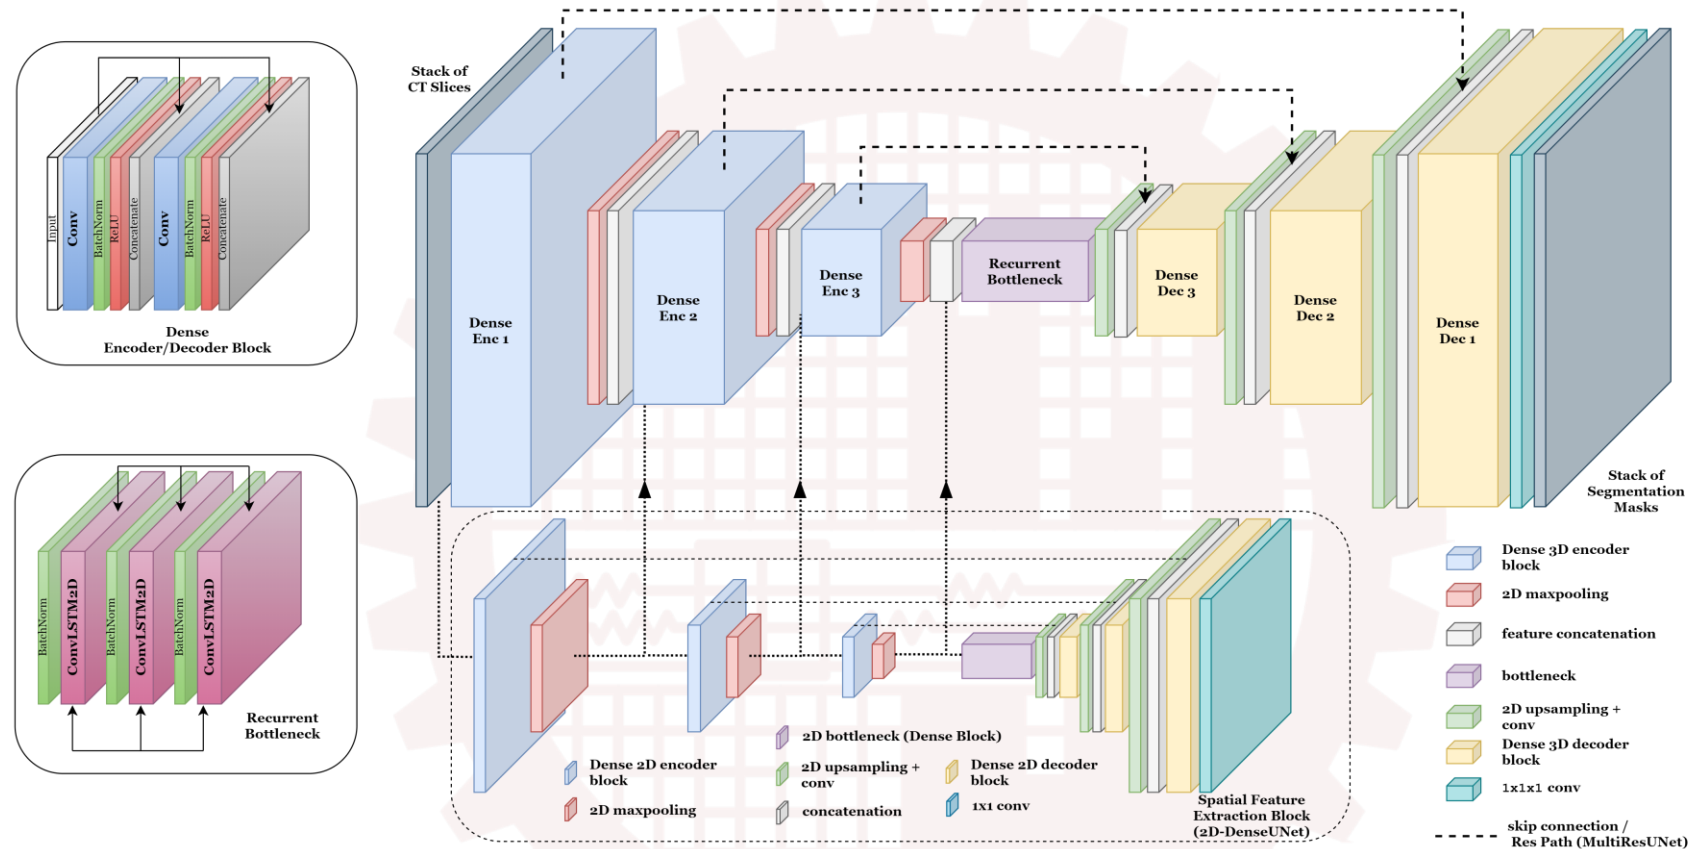 Input
Conv
BatchNorm
ReLU
Concatenate
Conv
BatchNorm
ReLU
Concatenate
Dense
Encoder/Decoder Block
BatchNorm
ConvLSTM2D
BatchNorm
ConvLSTM2D
BatchNorm
ConvLSTM2D
Recurrent
Bottleneck
Stack of
CT Slices
Dense
Enc 1
Dense
Enc 2
Dense
Enc 3
Recurrent
Bottleneck
Dense
Dec 3
Dense
Dec 2
Dense
Dec 1
Stack of
Segmentation
Masks
Dense 2D encoder
block
2D maxpooling
2D bottleneck (Dense Block)
2D upsampling +
conv
concatenation
Dense 2D decoder
block
1x1 conv
Spatial Feature
Extraction Block
(2D-DenseUNet)
Dense 3D encoder
block
2D maxpooling
feature concatenation
bottleneck
2D upsampling +
conv
Dense 3D decoder
block
1x1x1 conv
skip connection /
Res Path (MultiResUNet)